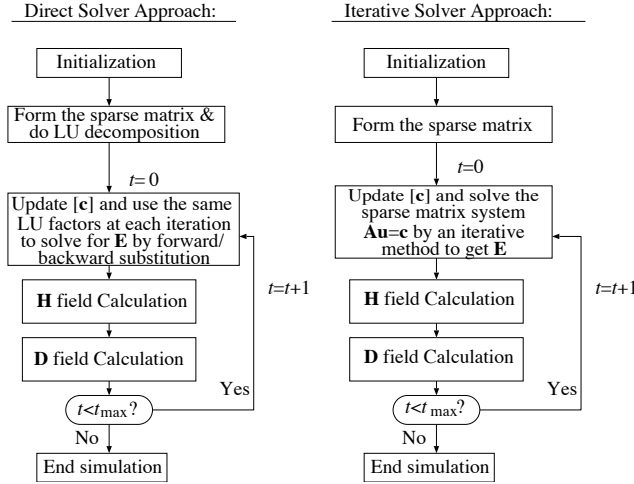 Direct Solver Approach:
Initialization
Form the sparse matrix &
do LU decomposition
t=0
Update [c] and use the same
LU factors at each iteration
to solve for E by forward/
backward substitution
t=t+1
H field Calculation
D field Calculation
Yes
t<tmax?
No
End simulation
Iterative Solver Approach:
Initialization
Form the sparse matrix
t=0
Update [c] and solve the
sparse matrix system
Au=c by an iterative
method to get E
t=t+1
H field Calculation
D field Calculation
Yes
t<tmax?
No
End simulation